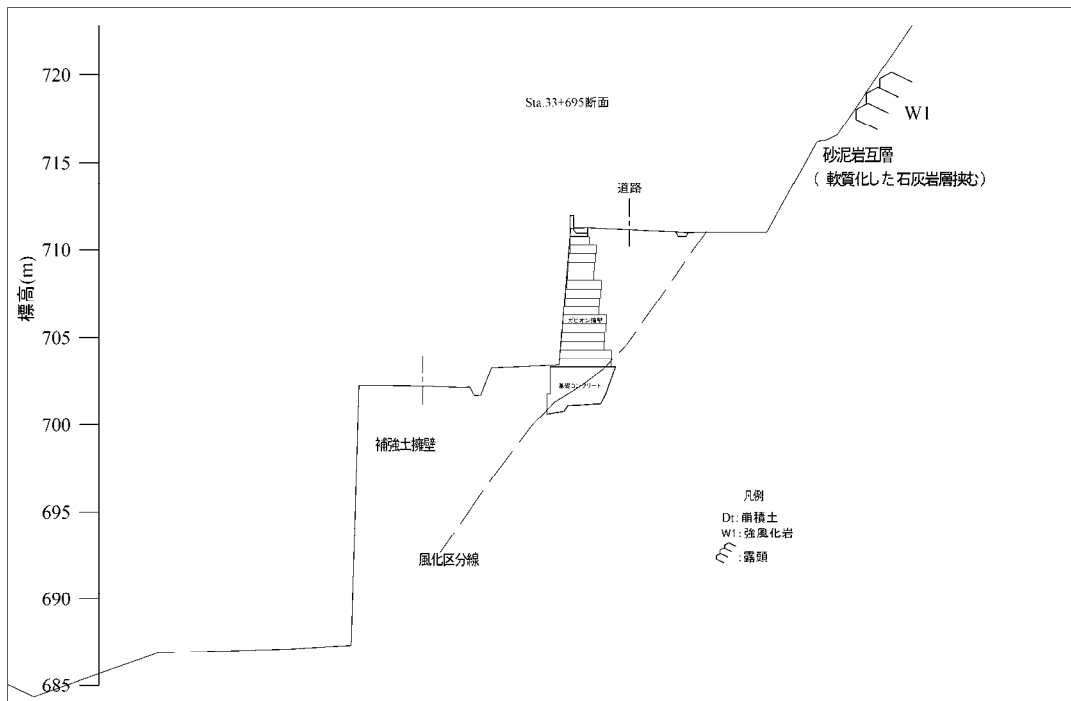 標高(m)
720
715
710
705
700
695
690
685
Sta.33+695断面
W1
砂泥岩互層
( 軟質化した石灰岩層挟む)
道路
ガビオン擁壁
基礎コンクリート
補強土擁壁
風化区分線
凡例
Dt:崩積土
W1:強風化岩
:露頭